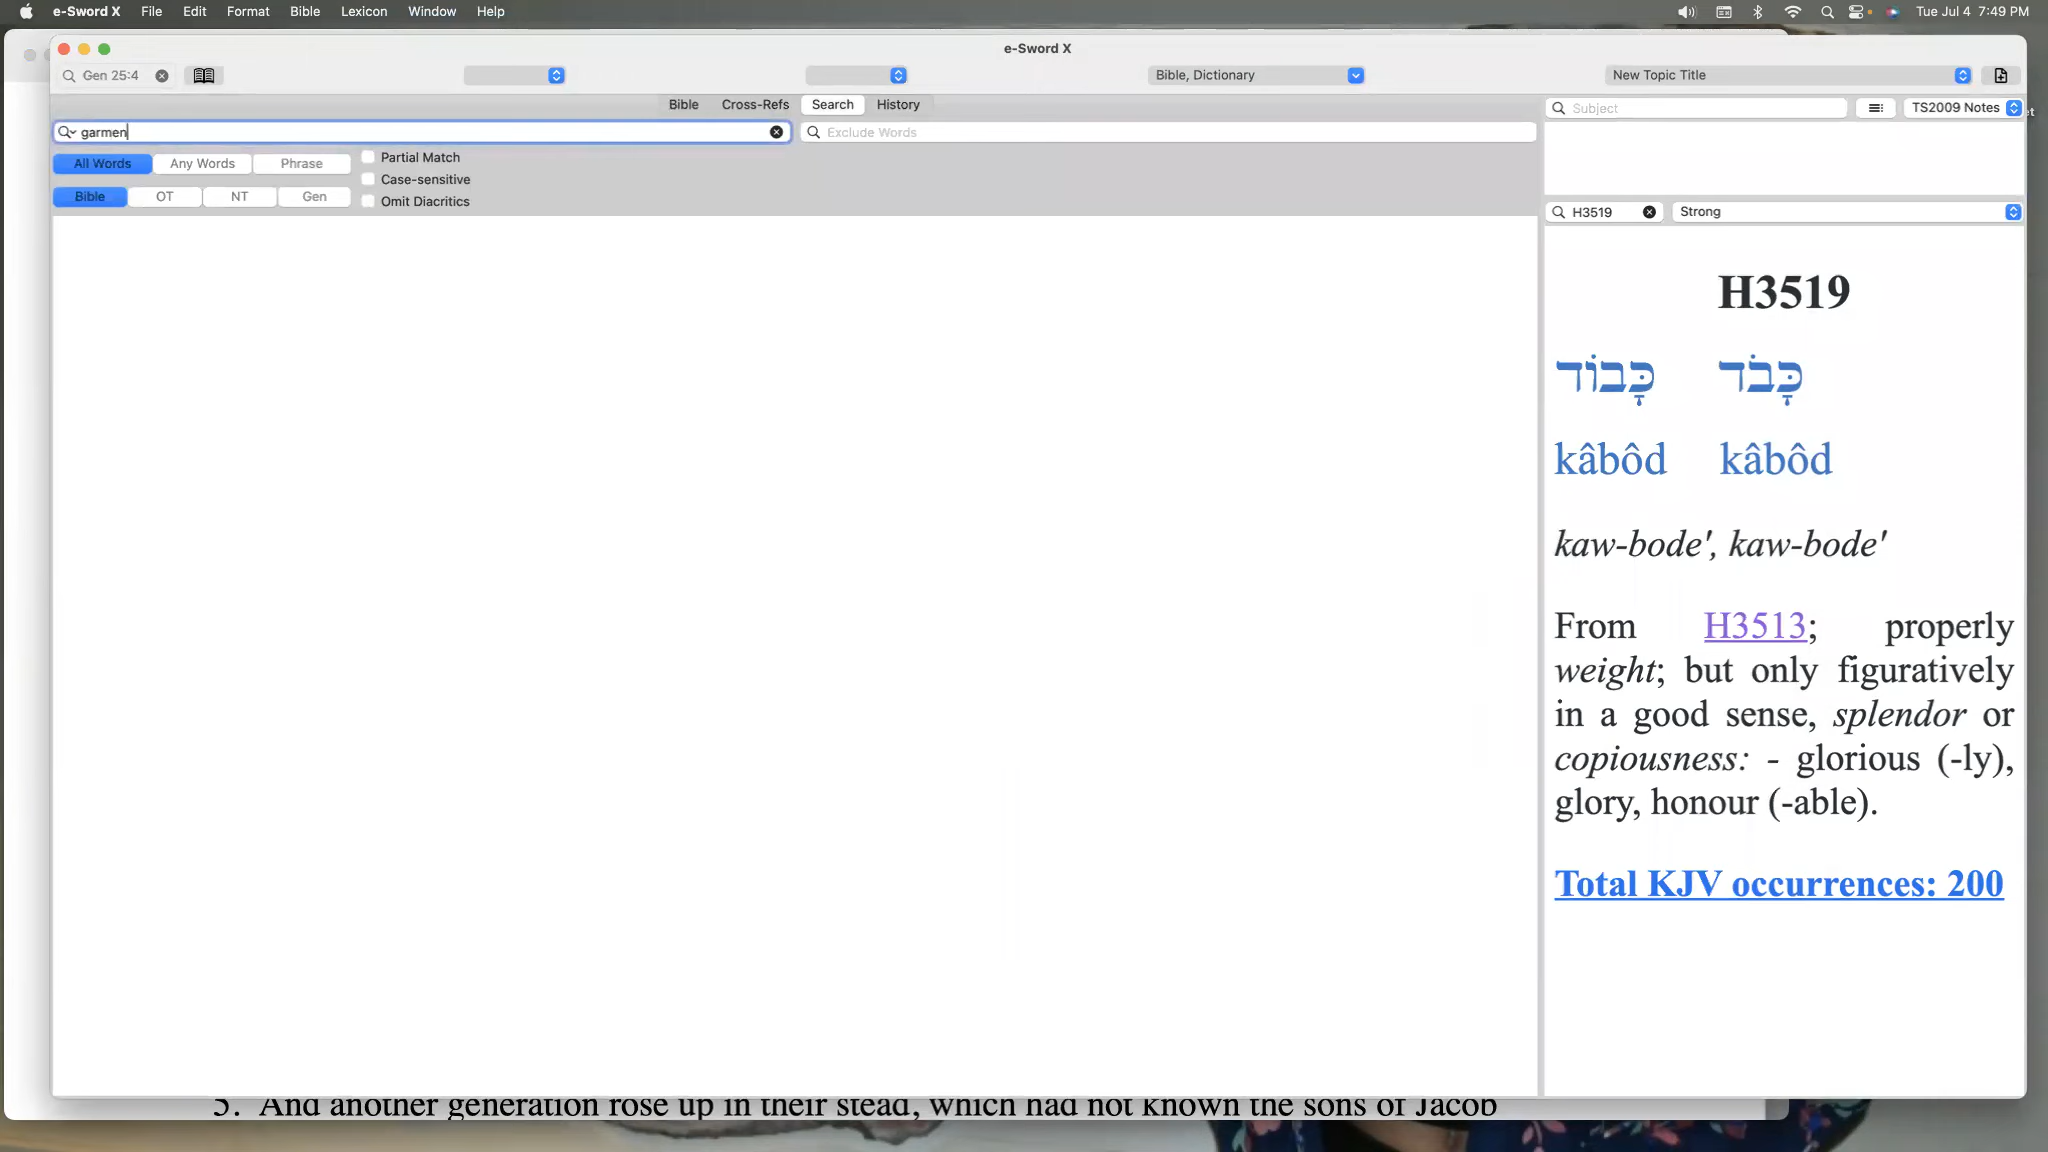 e-Sword X File Edit Format Bible Lexicon Window Help Tue Jul 4 7:49 PM
e-Sword X
Gen 25:4 Bible, Dictionary New Topic Title
Bible Cross-Refs Search History
Subject TS2009 Notes
garmen Exclude Words
All Words Any Words Phrase Partial Match
Case-sensitive
Bible OT NT Gen Omit Diacritics
H3519 Strong
H3519
כָּבוֹד כָּבֹד
kâbôd kâbôd
kaw-bode', kaw-bode'
From H3513; properly
weight; but only figuratively
in a good sense, splendor or
copiousness: - glorious (-ly),
glory, honour (-able).
Total KJV occurrences: 200
5. And another generation rose up in their stead, which had not known the sons of Jacob